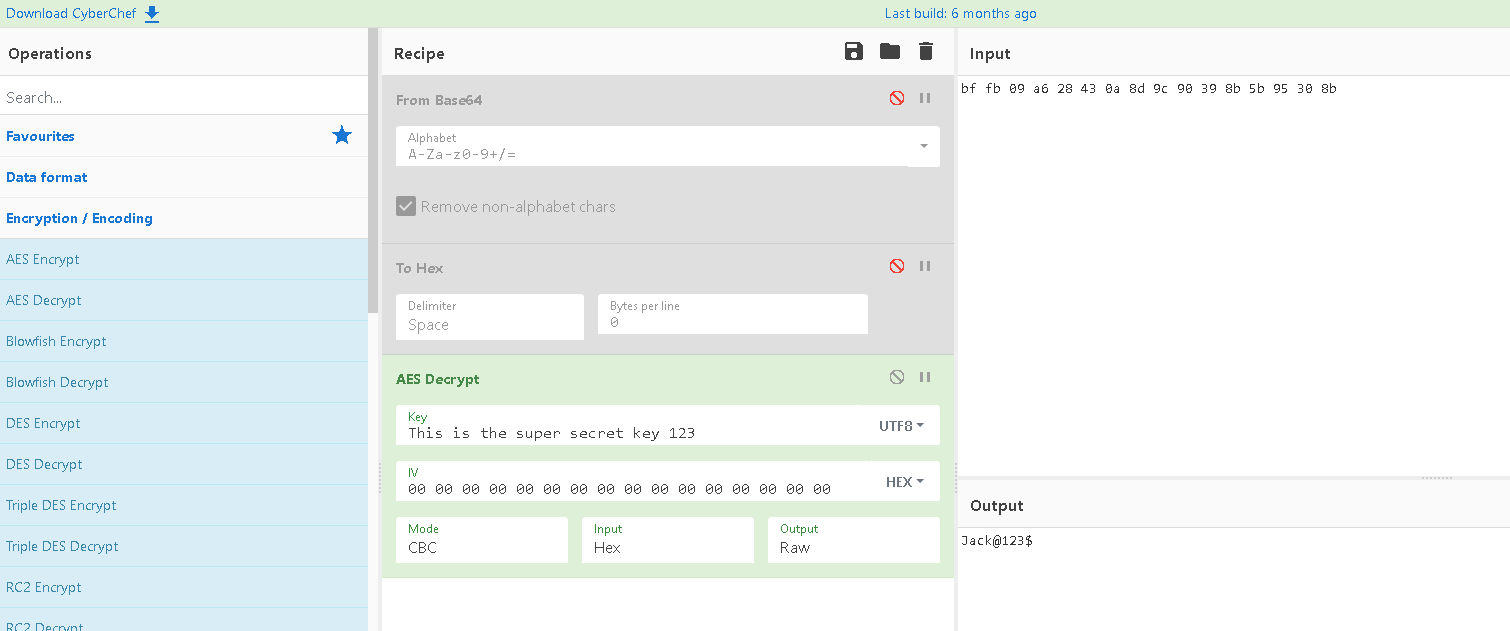 Download CyberChef
Last build: 6 months ago
Operations
Search...
Favourites
Data format
Encryption / Encoding
AES Encrypt
AES Decrypt
Blowfish Encrypt
Blowfish Decrypt
DES Encrypt
DES Decrypt
Triple DES Encrypt
Triple DES Decrypt
RC2 Encrypt
RC2 Decrypt
Recipe
From Base64
Alphabet
A-Za-z0-9+/=
Remove non-alphabet chars
To Hex
Delimiter
Space
Bytes per line
0
AES Decrypt
Key
This is the super secret key 123
UTF8
IV
00 00 00 00 00 00 00 00 00 00 00 00 00 00 00 00
HEX
Mode
CBC
Input
Hex
Output
Raw
Input
bf fb 09 a6 28 43 0a 8d 9c 90 39 8b 5b 95 30 8b
Output
Jack@123$